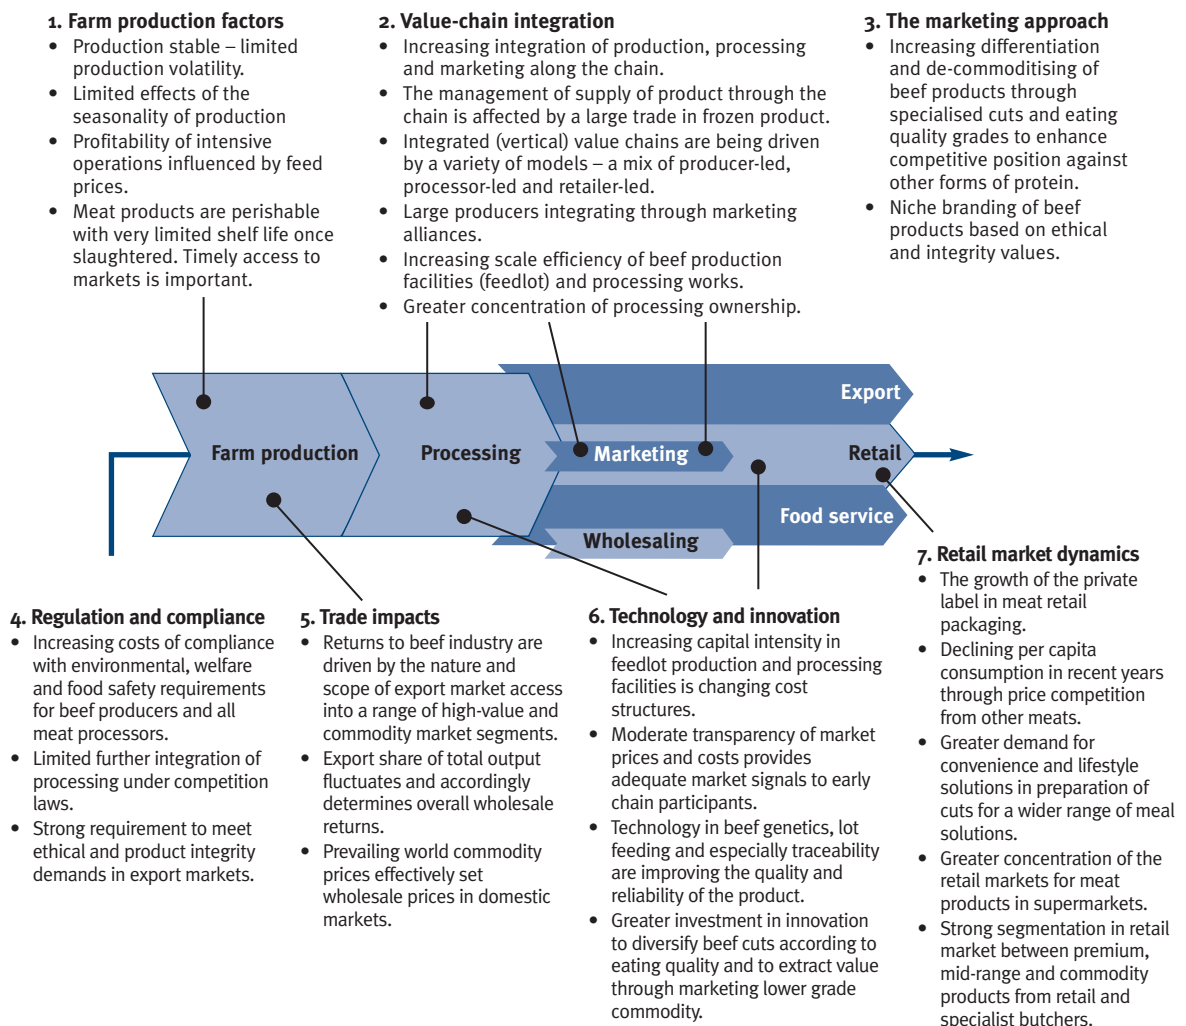 1. Farm production factors
• Production stable – limited
production volatility.
• Limited effects of the
seasonality of production
• Profitability of intensive
operations influenced by feed
prices.
• Meat products are perishable
with very limited shelf life once
slaughtered. Timely access to
markets is important.
2. Value-chain integration
• Increasing integration of production, processing
and marketing along the chain.
• The management of supply of product through the
chain is affected by a large trade in frozen product.
• Integrated (vertical) value chains are being driven
by a variety of models – a mix of producer-led,
processor-led and retailer-led.
• Large producers integrating through marketing
alliances.
• Increasing scale efficiency of beef production
facilities (feedlot) and processing works.
• Greater concentration of processing ownership.
3. The marketing approach
• Increasing differentiation
and de-commoditising of
beef products through
specialised cuts and eating
quality grades to enhance
competitive position against
other forms of protein.
• Niche branding of beef
products based on ethical
and integrity values.
Export
Farm production
Processing
Marketing
Retail
Food service
Wholesaling
4. Regulation and compliance
• Increasing costs of compliance
with environmental, welfare
and food safety requirements
for beef producers and all
meat processors.
• Limited further integration of
processing under competition
laws.
• Strong requirement to meet
ethical and product integrity
demands in export markets.
5. Trade impacts
• Returns to beef industry are
driven by the nature and
scope of export market access
into a range of high-value and
commodity market segments.
• Export share of total output
fluctuates and accordingly
determines overall wholesale
returns.
• Prevailing world commodity
prices effectively set
wholesale prices in domestic
markets.
6. Technology and innovation
• Increasing capital intensity in
feedlot production and processing
facilities is changing cost
structures.
• Moderate transparency of market
prices and costs provides
adequate market signals to early
chain participants.
• Technology in beef genetics, lot
feeding and especially traceability
are improving the quality and
reliability of the product.
• Greater investment in innovation
to diversify beef cuts according to
eating quality and to extract value
through marketing lower grade
commodity.
7. Retail market dynamics
• The growth of the private
label in meat retail
packaging.
• Declining per capita
consumption in recent years
through price competition
from other meats.
• Greater demand for
convenience and lifestyle
solutions in preparation of
cuts for a wider range of meal
solutions.
• Greater concentration of the
retail markets for meat
products in supermarkets.
• Strong segmentation in retail
market between premium,
mid-range and commodity
products from retail and
specialist butchers.